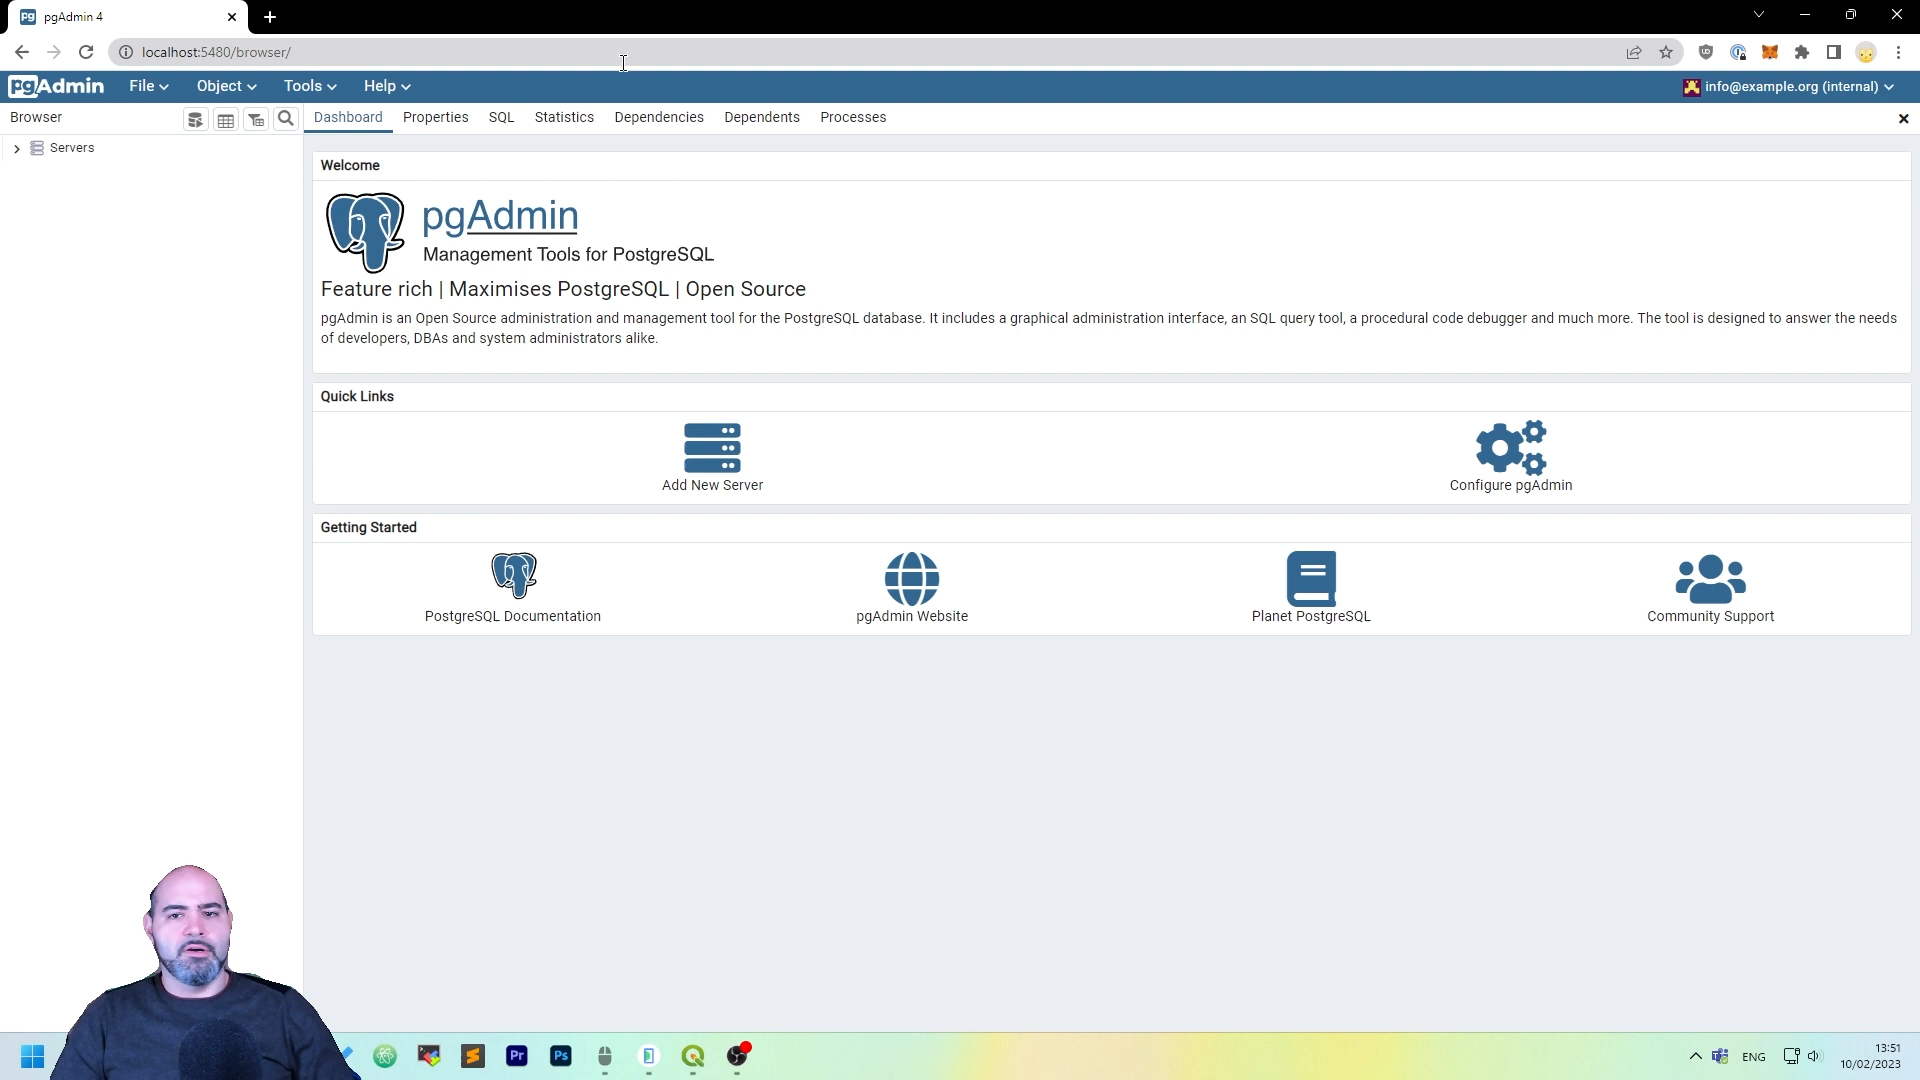 pgAdmin 4
localhost:5480/browser/
pgAdmin File Object Tools Help info@example.org (internal)
Browser Dashboard Properties SQL Statistics Dependencies Dependents Processes
Servers
Welcome
pgAdmin
Management Tools for PostgreSQL
Feature rich | Maximises PostgreSQL | Open Source
pgAdmin is an Open Source administration and management tool for the PostgreSQL database. It includes a graphical administration interface, an SQL query tool, a procedural code debugger and much more. The tool is designed to answer the needs
of developers, DBAs and system administrators alike.
Quick Links
Add New Server Configure pgAdmin
Getting Started
PostgreSQL Documentation pgAdmin Website Planet PostgreSQL Community Support
Pr Ps ENG 13:51
10/02/2023